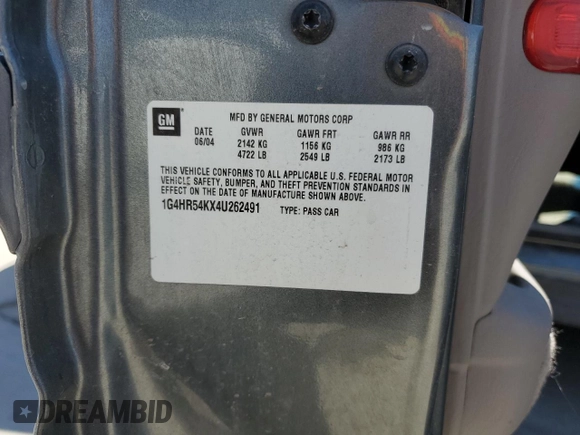 GM
MFD BY GENERAL MOTORS CORP
DATE GVWR GAWR FRT GAWR RR
06/04 2142 KG 1156 KG 986 KG
4722 LB 2549 LB 2173 LB
THIS VEHICLE CONFORMS TO ALL APPLICABLE U.S. FEDERAL MOTOR
VEHICLE SAFETY, BUMPER, AND THEFT PREVENTION STANDARDS IN
EFFECT ON THE DATE OF MANUFACTURE SHOWN ABOVE.
1G4HR54KX4U262491 TYPE: PASS CAR
DREAMBID